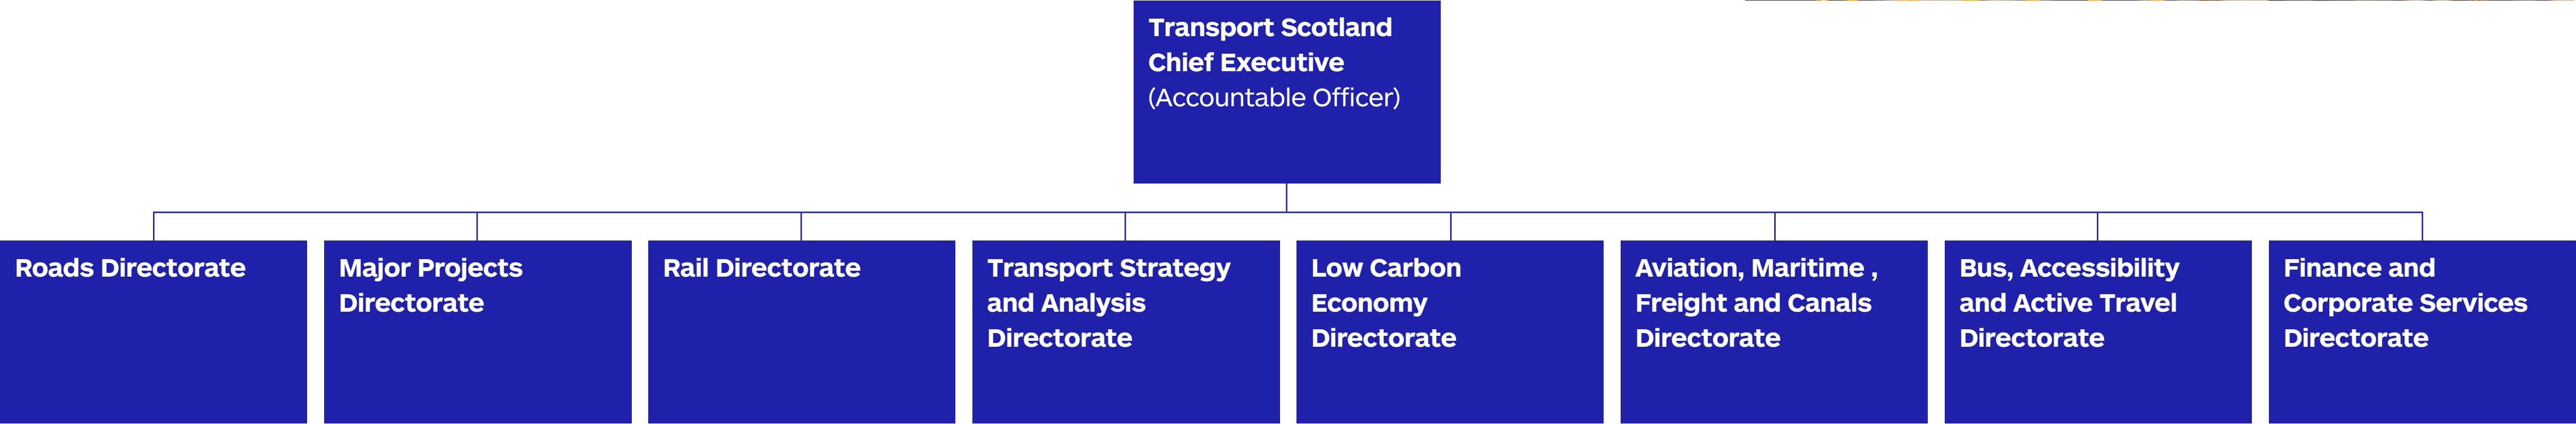 Transport Scotland
Chief Executive
(Accountable Officer)
Roads Directorate
Major Projects
Directorate
Rail Directorate
Transport Strategy
and Analysis
Directorate
Low Carbon
Economy
Directorate
Aviation, Maritime ,
Freight and Canals
Directorate
Bus, Accessibility
and Active Travel
Directorate
Finance and
Corporate Services
Directorate